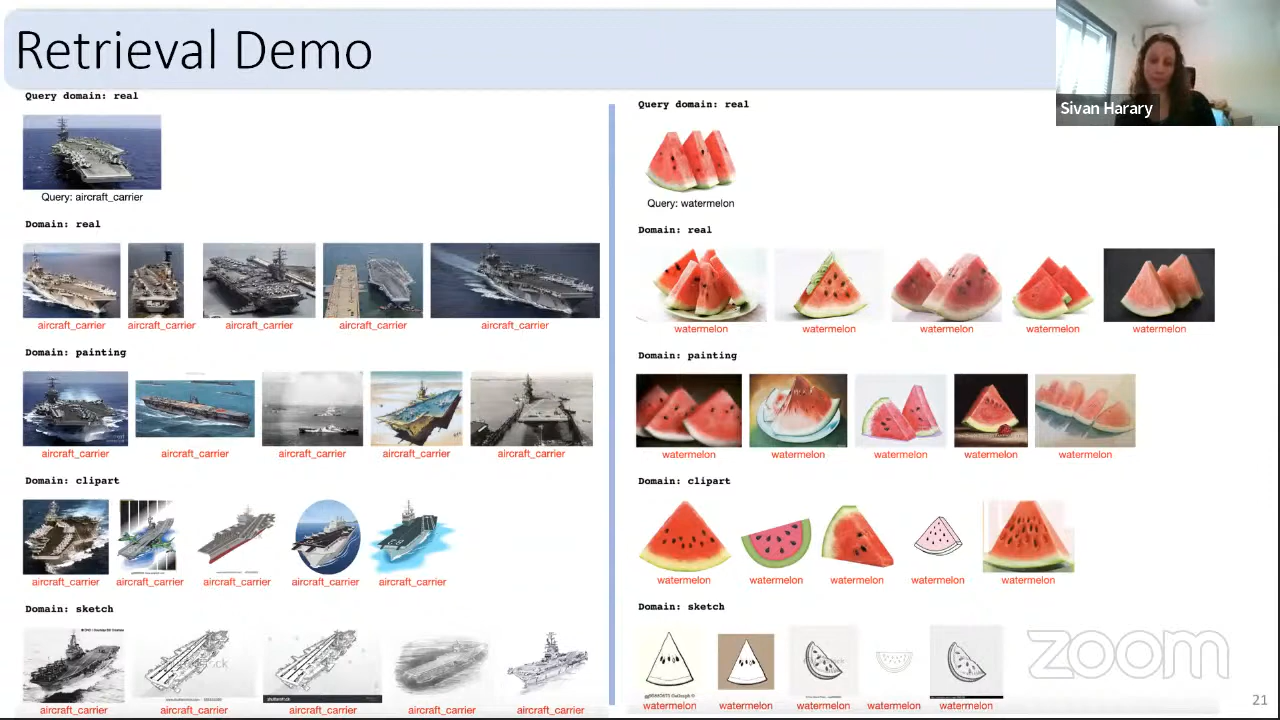 Retrieval Demo
Sivan Harary
Query domain: real
Query: aircraft_carrier
Domain: real
aircraft_carrier aircraft_carrier aircraft_carrier aircraft_carrier aircraft_carrier
Domain: painting
aircraft_carrier aircraft_carrier aircraft_carrier aircraft_carrier aircraft_carrier
Domain: clipart
aircraft_carrier aircraft_carrier aircraft_carrier aircraft_carrier aircraft_carrier
Domain: sketch
aircraft_carrier aircraft_carrier aircraft_carrier aircraft_carrier aircraft_carrier
Query domain: real
Query: watermelon
Domain: real
watermelon watermelon watermelon watermelon watermelon
Domain: painting
watermelon watermelon watermelon watermelon watermelon
Domain: clipart
watermelon watermelon watermelon watermelon watermelon
Domain: sketch
watermelon watermelon watermelon watermelon watermelon
zoom
21